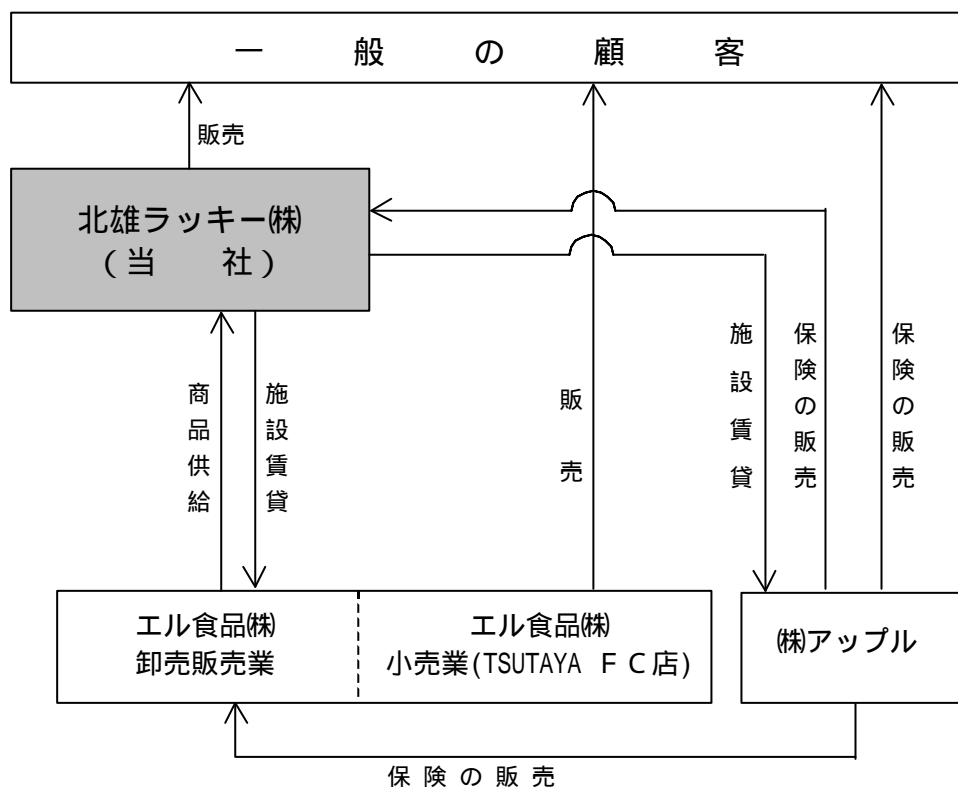 一般の顧客
販売
北雄ラッキー㈱
（当　　社）
商品供給
施設賃貸
販売
施設賃貸
保険の販売
保険の販売
エル食品㈱
卸売販売業
エル食品㈱
小売業(TSUTAYA ＦＣ店)
㈱アップル
保険の販売